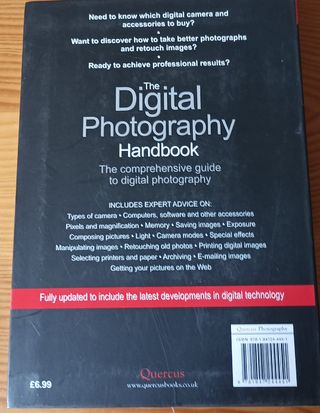 Need to know which digital camera and
accessories to buy?
•
Want to discover how to take better photographs
and retouch images?
•
Ready to achieve professional results?
The
Digital
Photography
Handbook
The comprehensive guide
to digital photography
INCLUDES EXPERT ADVICE ON:
Types of camera • Computers, software and other accessories
Pixels and magnification • Memory • Saving images • Exposure
Composing pictures • Light • Camera modes • Special effects
Manipulating images • Retouching old photos • Printing digital images
Selecting printers and paper • Archiving • E-mailing images
Getting your pictures on the Web
Fully updated to include the latest developments in digital technology
Quercus Photography
£6.99
Quercus
www.quercusbooks.co.uk